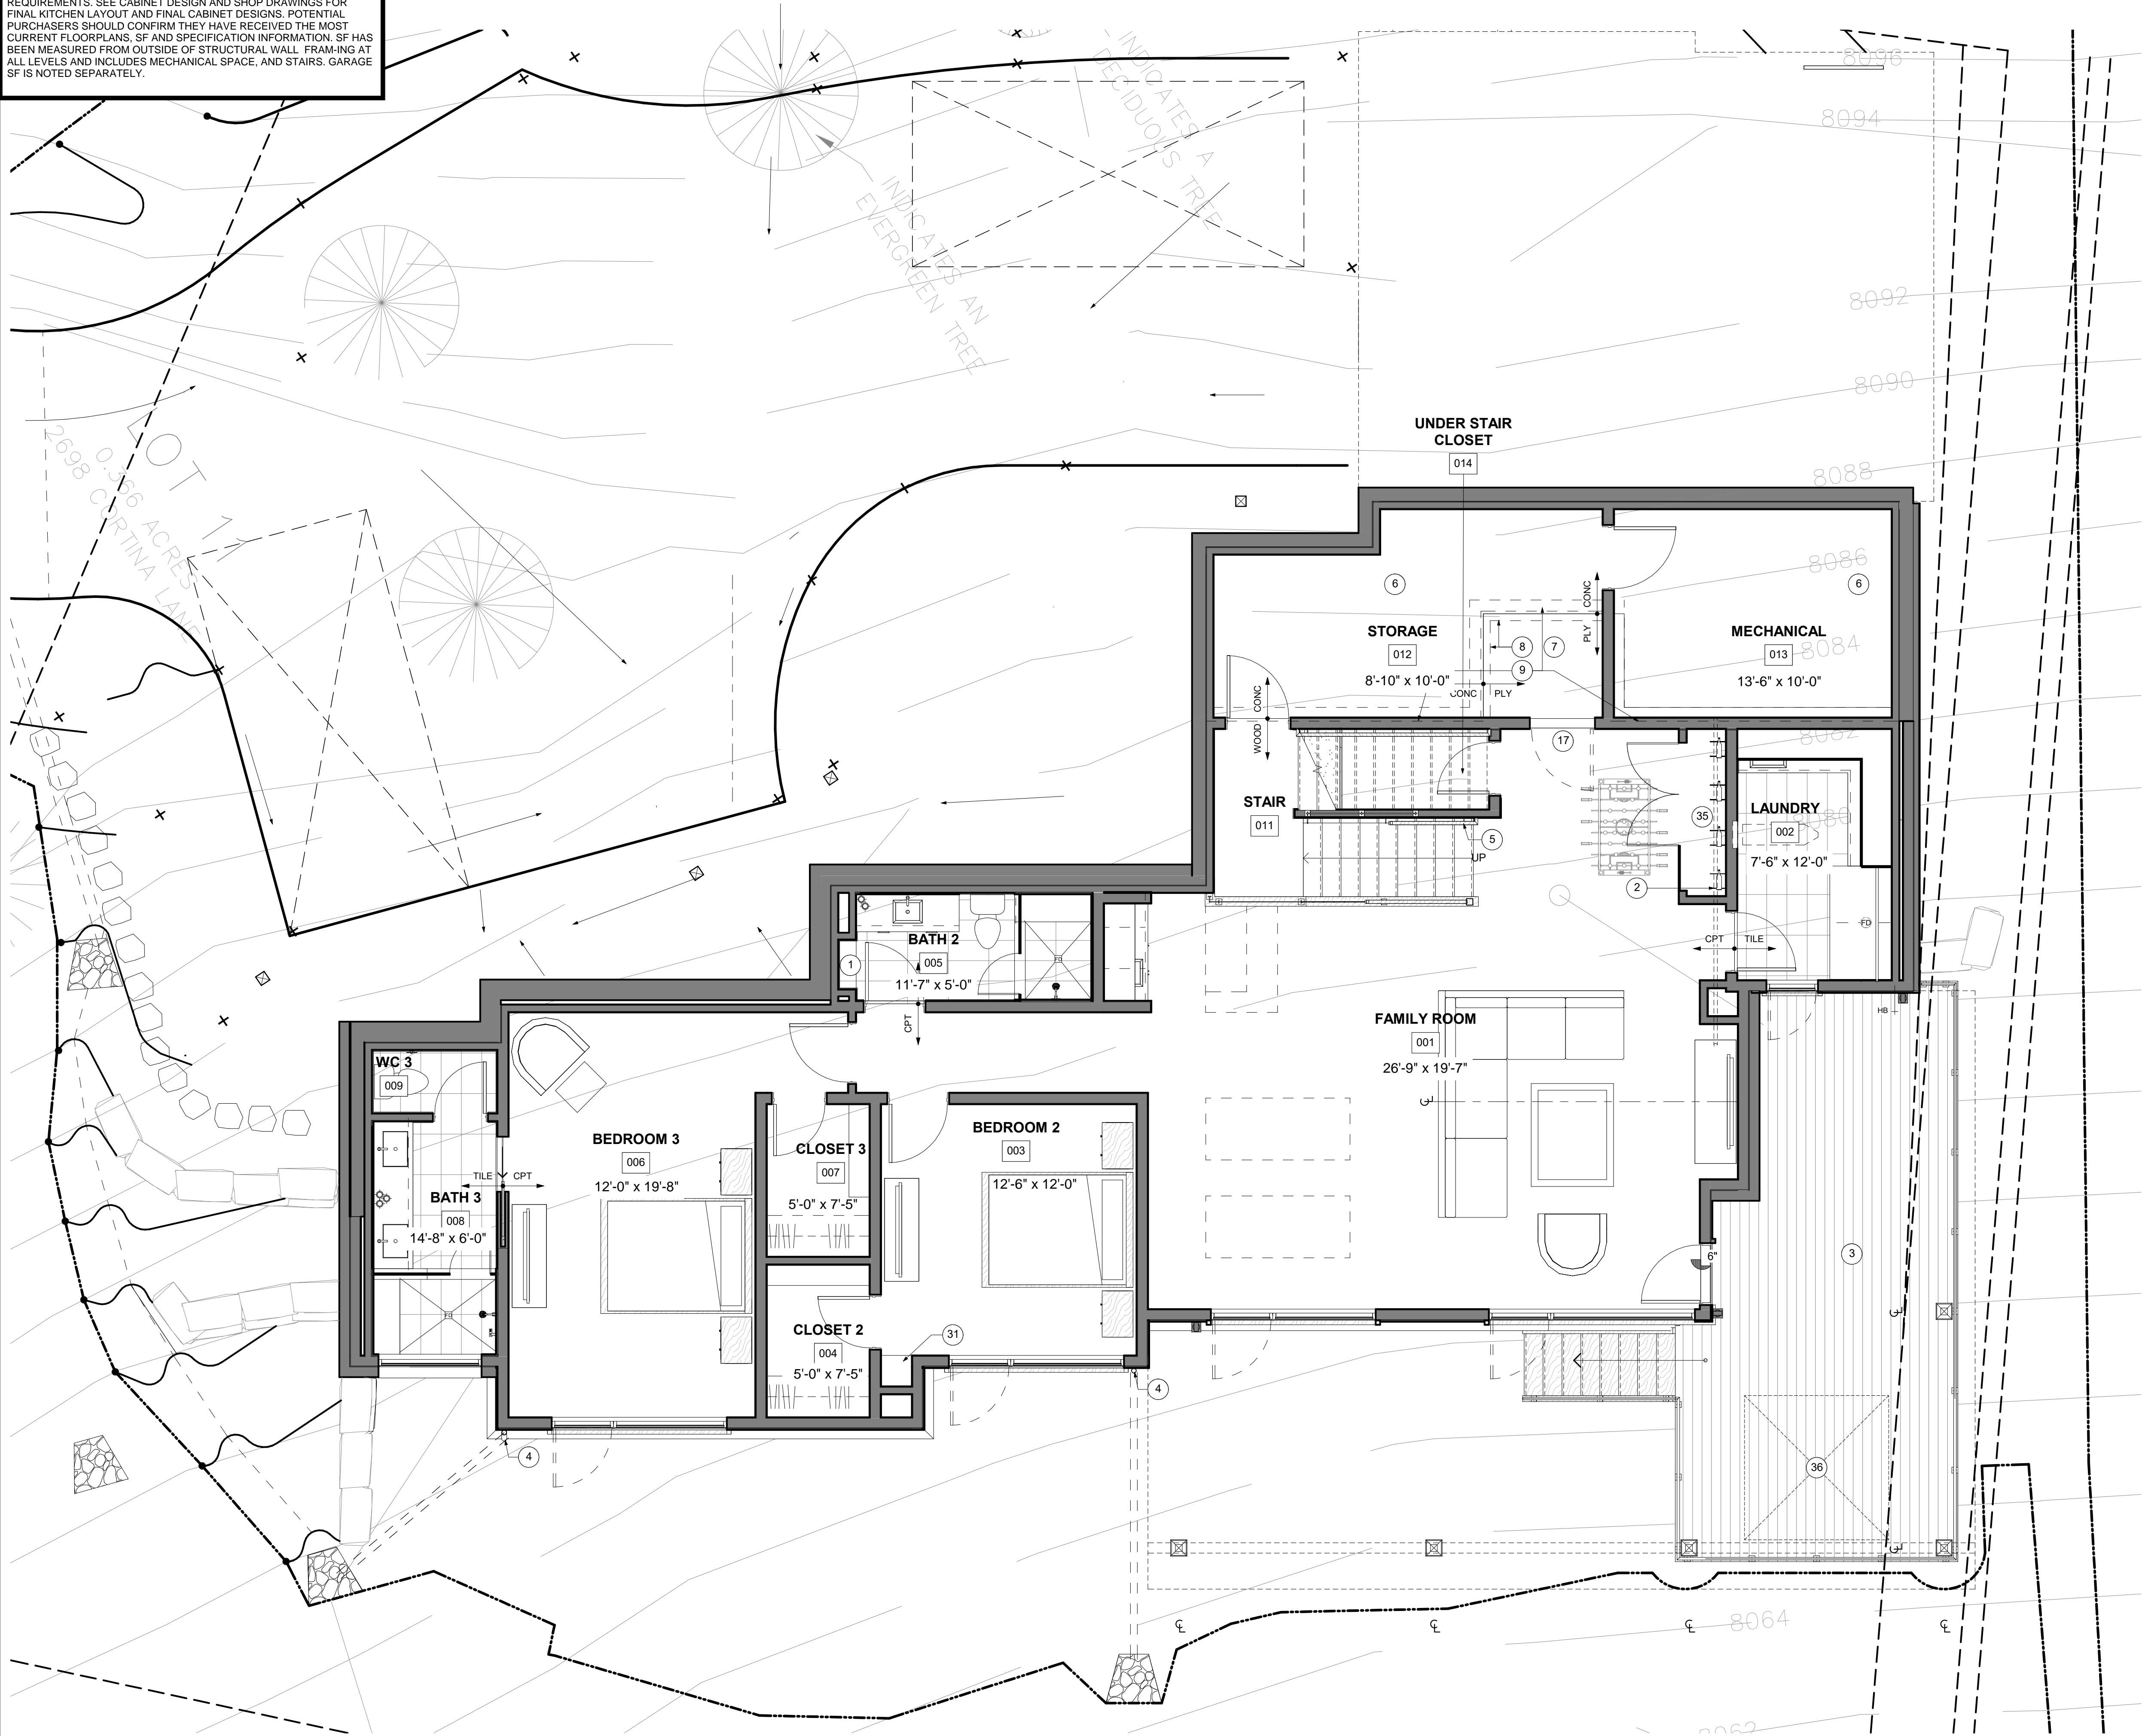 REQUIREMENTS. SEE CABINET DESIGN AND SHOP DRAWINGS FOR
FINAL KITCHEN LAYOUT AND FINAL CABINET DESIGNS. POTENTIAL
PURCHASERS SHOULD CONFIRM THEY HAVE RECEIVED THE MOST
CURRENT FLOORPLANS, SF AND SPECIFICATION INFORMATION. SF HAS
BEEN MEASURED FROM OUTSIDE OF STRUCTURAL WALL FRAM-ING AT
ALL LEVELS AND INCLUDES MECHANICAL SPACE, AND STAIRS. GARAGE
SF IS NOTED SEPARATELY.
INDICATES A
DECIDUOUS TREE
INDICATES AN
EVERGREEN TREE
8096
8094
8092
8090
8088
8086
8084
8082
8080
8064
8062
LOT
0.366 ACRES
2698 CORTINA LANE
UNDER STAIR
CLOSET
014
6
6
STORAGE
012
8'-10" x 10'-0"
MECHANICAL
013
13'-6" x 10'-0"
CONC
PLY
8
7
9
CONC
PLY
CONC
WOOD
17
STAIR
011
5
UP
35
2
LAUNDRY
002
7'-6" x 12'-0"
FD
CPT
TILE
HB
BATH 2
005
11'-7" x 5'-0"
1
CPT
FAMILY ROOM
001
26'-9" x 19'-7"
WC 3
009
BEDROOM 3
006
12'-0" x 19'-8"
CLOSET 3
007
5'-0" x 7'-5"
BEDROOM 2
003
12'-6" x 12'-0"
TILE
CPT
BATH 3
008
14'-8" x 6'-0"
CLOSET 2
004
5'-0" x 7'-5"
31
4
4
6"
3
36